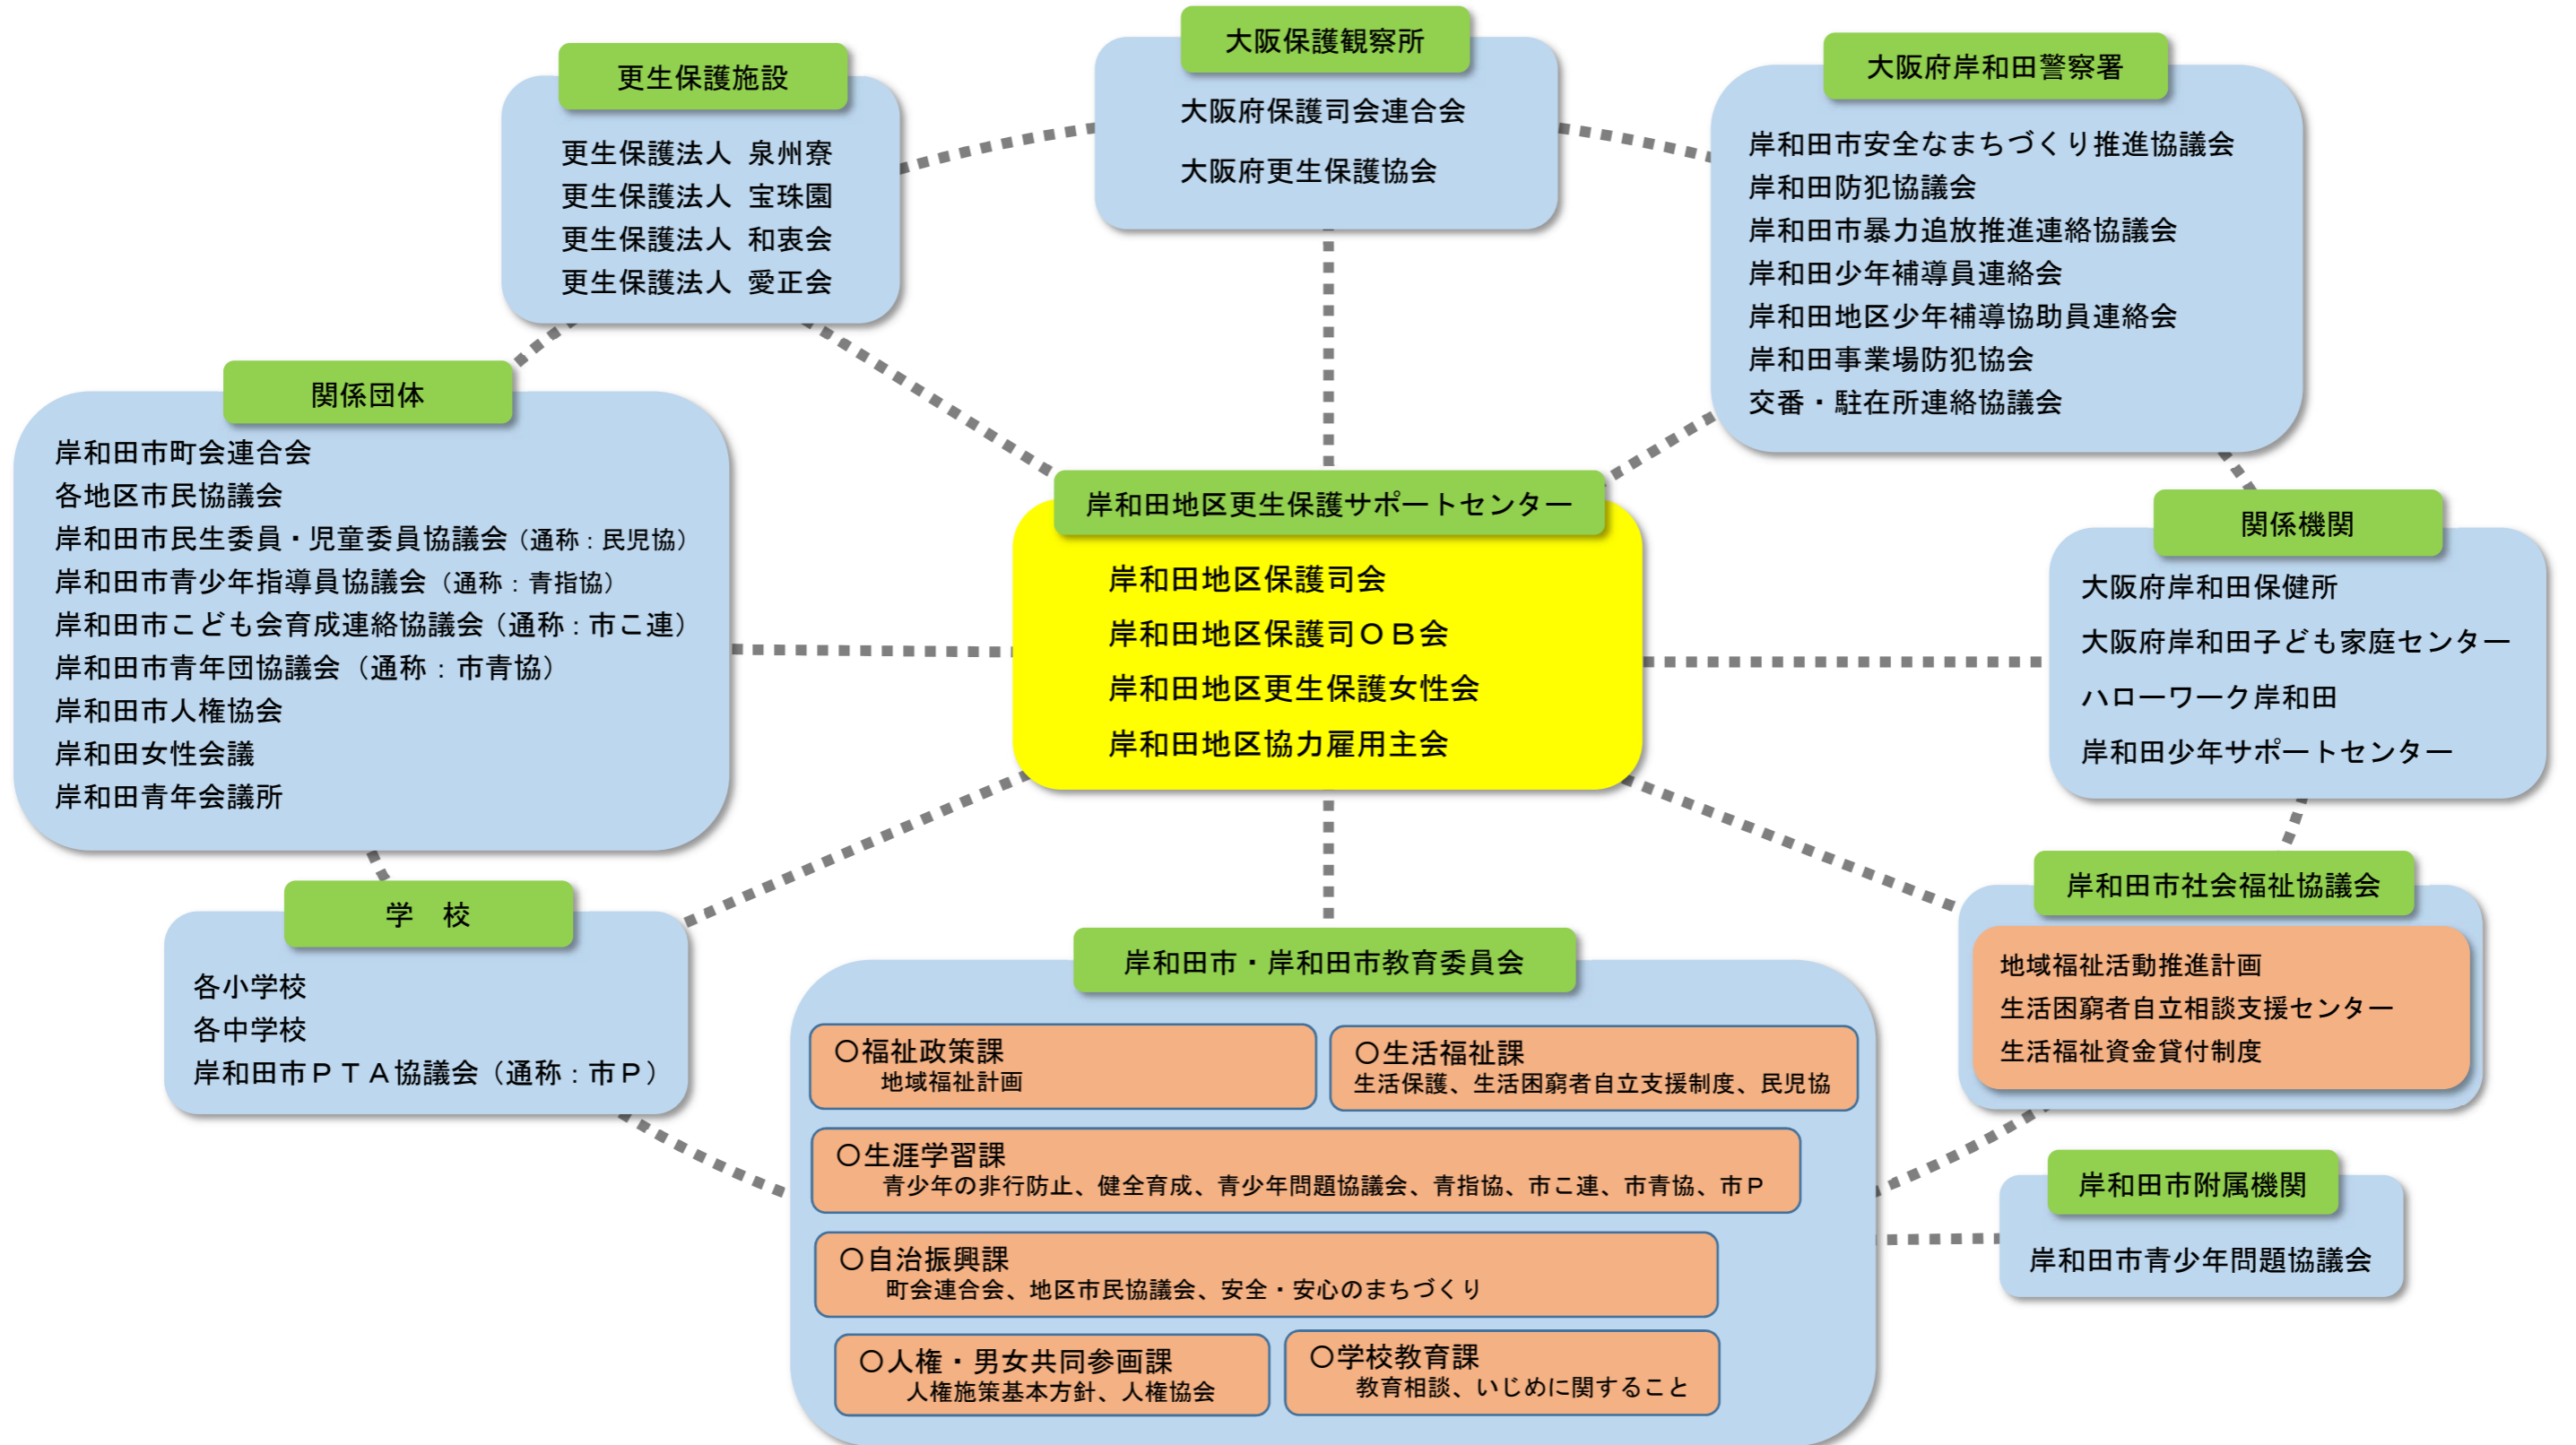 大阪保護観察所
大阪府保護司会連合会
大阪府更生保護協会
更生保護施設
更生保護法人 泉州寮
更生保護法人 宝珠園
更生保護法人 和衷会
更生保護法人 愛正会
大阪府岸和田警察署
岸和田市安全なまちづくり推進協議会
岸和田防犯協議会
岸和田市暴力追放推進連絡協議会
岸和田少年補導員連絡会
岸和田地区少年補導協助員連絡会
岸和田事業場防犯協会
交番・駐在所連絡協議会
関係団体
岸和田市町会連合会
各地区市民協議会
岸和田市民生委員・児童委員協議会（通称：民児協）
岸和田市青少年指導員協議会（通称：青指協）
岸和田市こども会育成連絡協議会（通称：市こ連）
岸和田市青年団協議会（通称：市青協）
岸和田市人権協会
岸和田女性会議
岸和田青年会議所
岸和田地区更生保護サポートセンター
岸和田地区保護司会
岸和田地区保護司ＯＢ会
岸和田地区更生保護女性会
岸和田地区協力雇用主会
関係機関
大阪府岸和田保健所
大阪府岸和田子ども家庭センター
ハローワーク岸和田
岸和田少年サポートセンター
学　校
各小学校
各中学校
岸和田市ＰＴＡ協議会（通称：市Ｐ）
岸和田市・岸和田市教育委員会
〇福祉政策課
地域福祉計画
〇生活福祉課
生活保護、生活困窮者自立支援制度、民児協
〇生涯学習課
青少年の非行防止、健全育成、青少年問題協議会、青指協、市こ連、市青協、市Ｐ
〇自治振興課
町会連合会、地区市民協議会、安全・安心のまちづくり
〇人権・男女共同参画課
人権施策基本方針、人権協会
〇学校教育課
教育相談、いじめに関すること
岸和田市社会福祉協議会
地域福祉活動推進計画
生活困窮者自立相談支援センター
生活福祉資金貸付制度
岸和田市附属機関
岸和田市青少年問題協議会